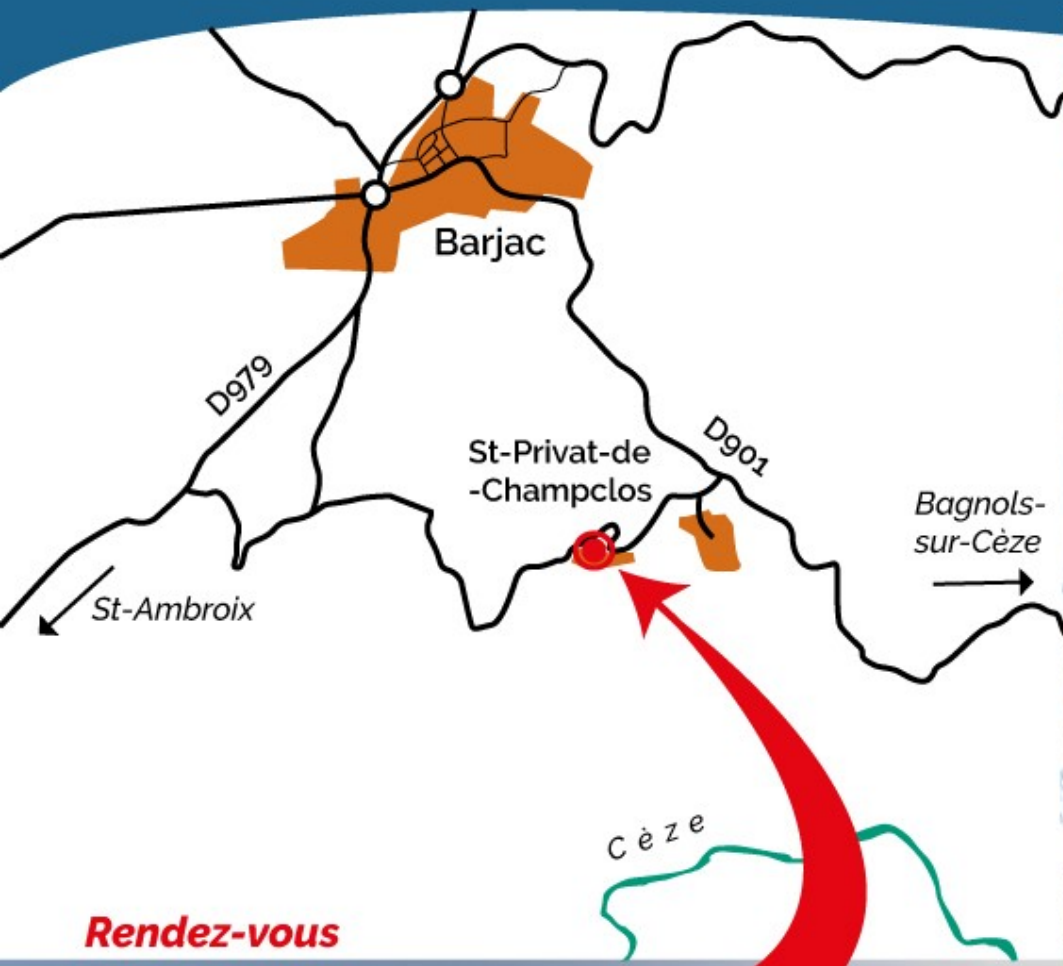 Barjac
D979
St-Privat-de
-Champclos
D901
Bagnols-
sur-Cèze
St-Ambroix
Cèze
Rendez-vous